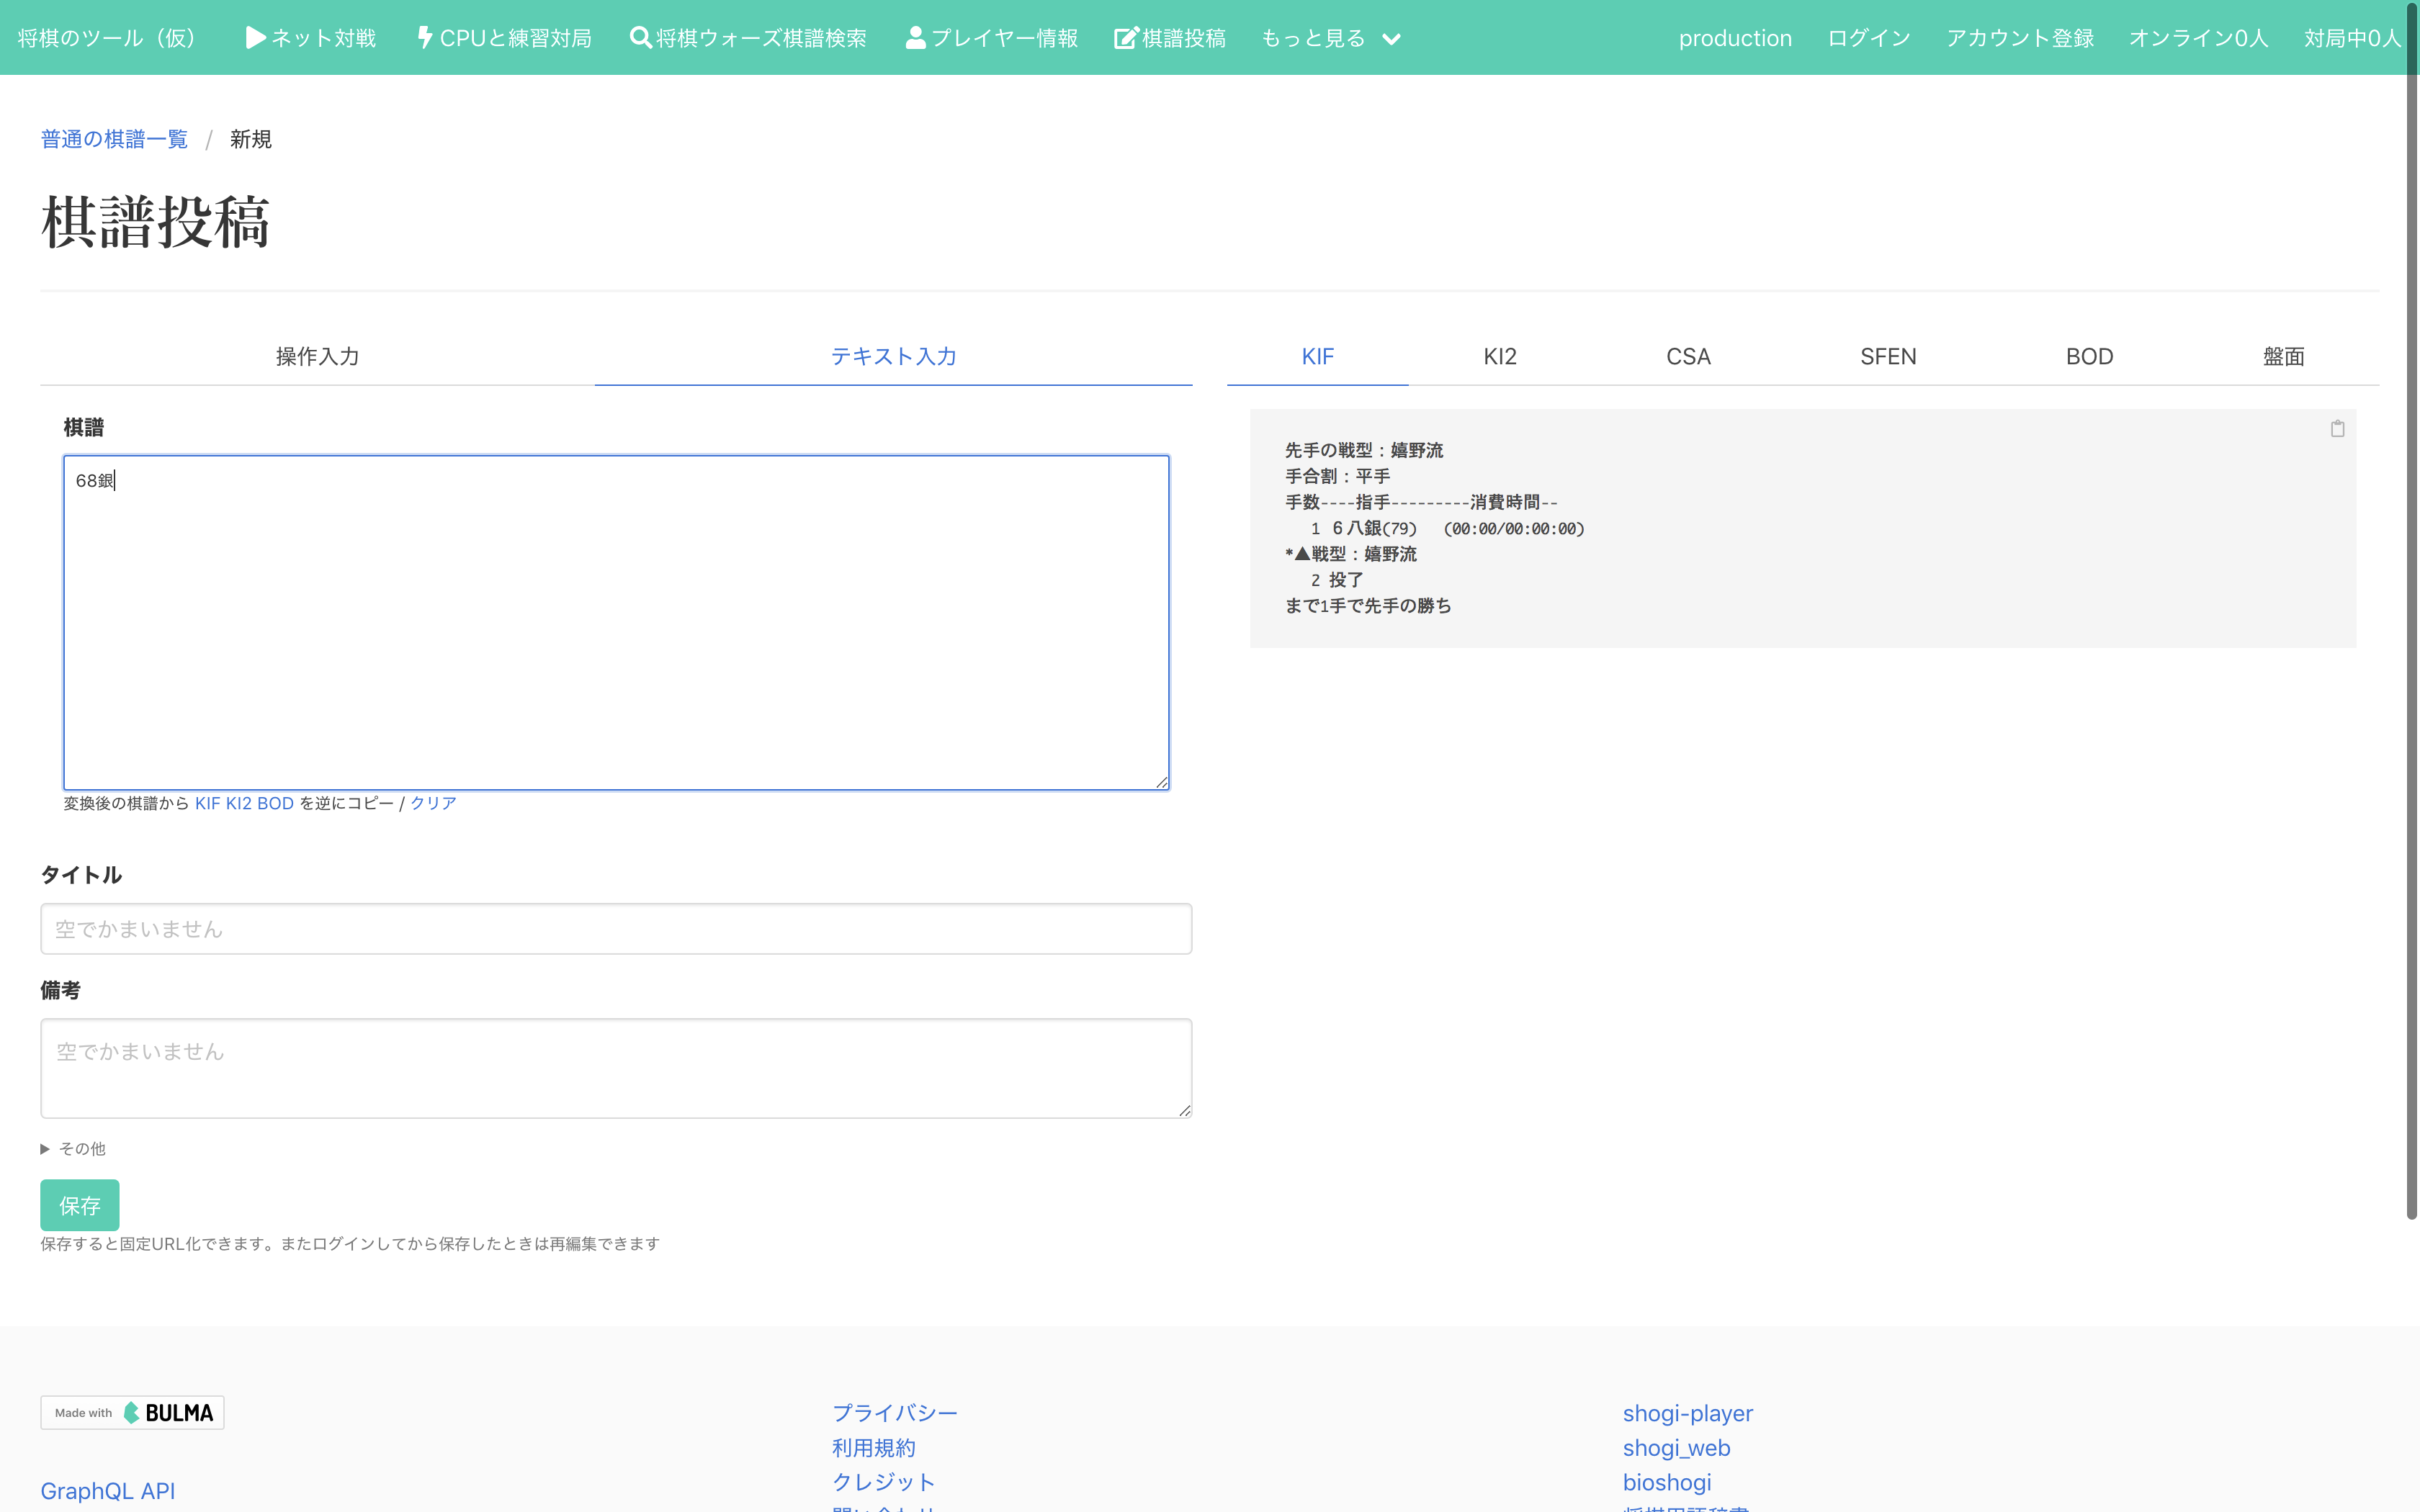 将棋のツール（仮） ネット対戦 CPUと練習対局 将棋ウォーズ棋譜検索 プレイヤー情報 棋譜投稿 もっと見る production ログイン アカウント登録 オンライン0人 対局中0人
普通の棋譜一覧 / 新規
棋譜投稿
操作入力 テキスト入力
棋譜
68銀
変換後の棋譜から KIF KI2 BOD を逆にコピー / クリア
タイトル
空でかまいません
備考
空でかまいません
その他
保存
保存すると固定URL化できます。またログインしてから保存したときは再編集できます
KIF KI2 CSA SFEN BOD 盤面
先手の戦型：嬉野流
手合割：平手
手数----指手---------消費時間--
1 ６八銀(79) (00:00/00:00:00)
*▲戦型：嬉野流
2 投了
まで1手で先手の勝ち
Made with BULMA
GraphQL API
プライバシー
利用規約
クレジット
shogi-player
shogi_web
bioshogi